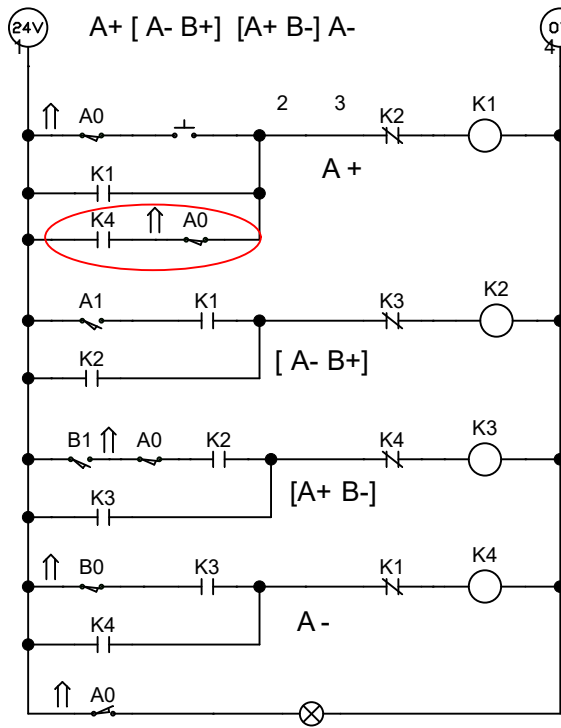 24V A+ [ A- B+] [A+ B-] A-
1 4
A0 2 3 K2 K1
A +
K1
K4 A0
A1 K1 K3 K2
[ A- B+]
K2
B1 A0 K2 K4 K3
[A+ B-]
K3
B0 K3 K1 K4
A -
K4
A0